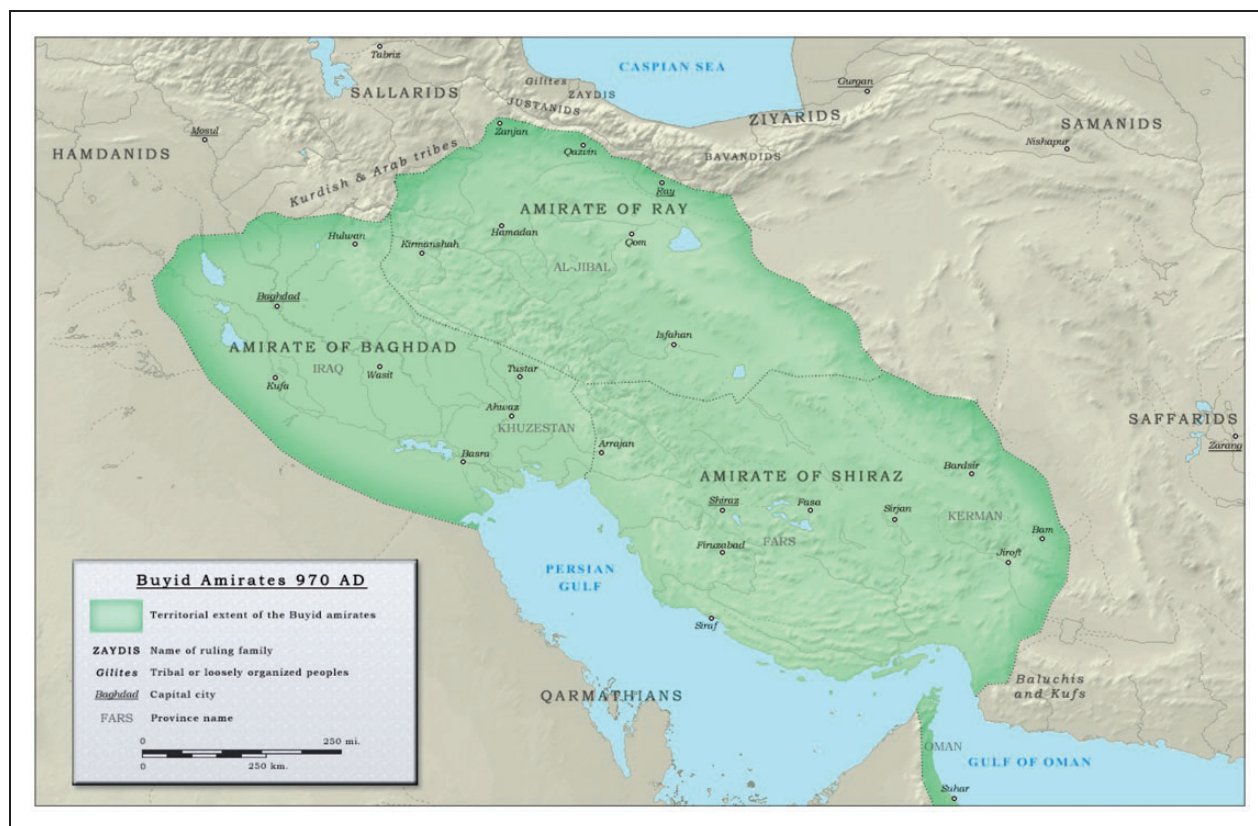 CASPIAN SEA
Tabriz
Gilites
ZAYDIS
Gurgan
SALLARIDS
JUSTANIDS
ZIYARIDS
SAMANIDS
Mosul
Zanjan
HAMDANIDS
Qazvin
BAVANDIDS
Nishapur
Kurdish & Arab tribes
Ray
AMIRATE OF RAY
Hulwan
Kirmanshah
Hamadan
Qom
AL-JIBAL
Baghdad
AMIRATE OF BAGHDAD
Isfahan
IRAQ
Wasit
Tustar
Kufa
Ahwaz
KHUZESTAN
SAFFARIDS
Zarang
Arrajan
Basra
AMIRATE OF SHIRAZ
Bardsir
Shiraz
Fasa
Sirjan
KERMAN
Bam
Firuzabad
FARS
Jiroft
PERSIAN
GULF
Siraf
QARMATHIANS
Baluchis
and Kufs
OMAN
GULF OF OMAN
Suhar
Buyid Amirates 970 AD
Territorial extent of the Buyid amirates
ZAYDIS Name of ruling family
Gilites Tribal or loosely organized peoples
Baghdad Capital city
FARS Province name
0 250 mi.
0 250 km.